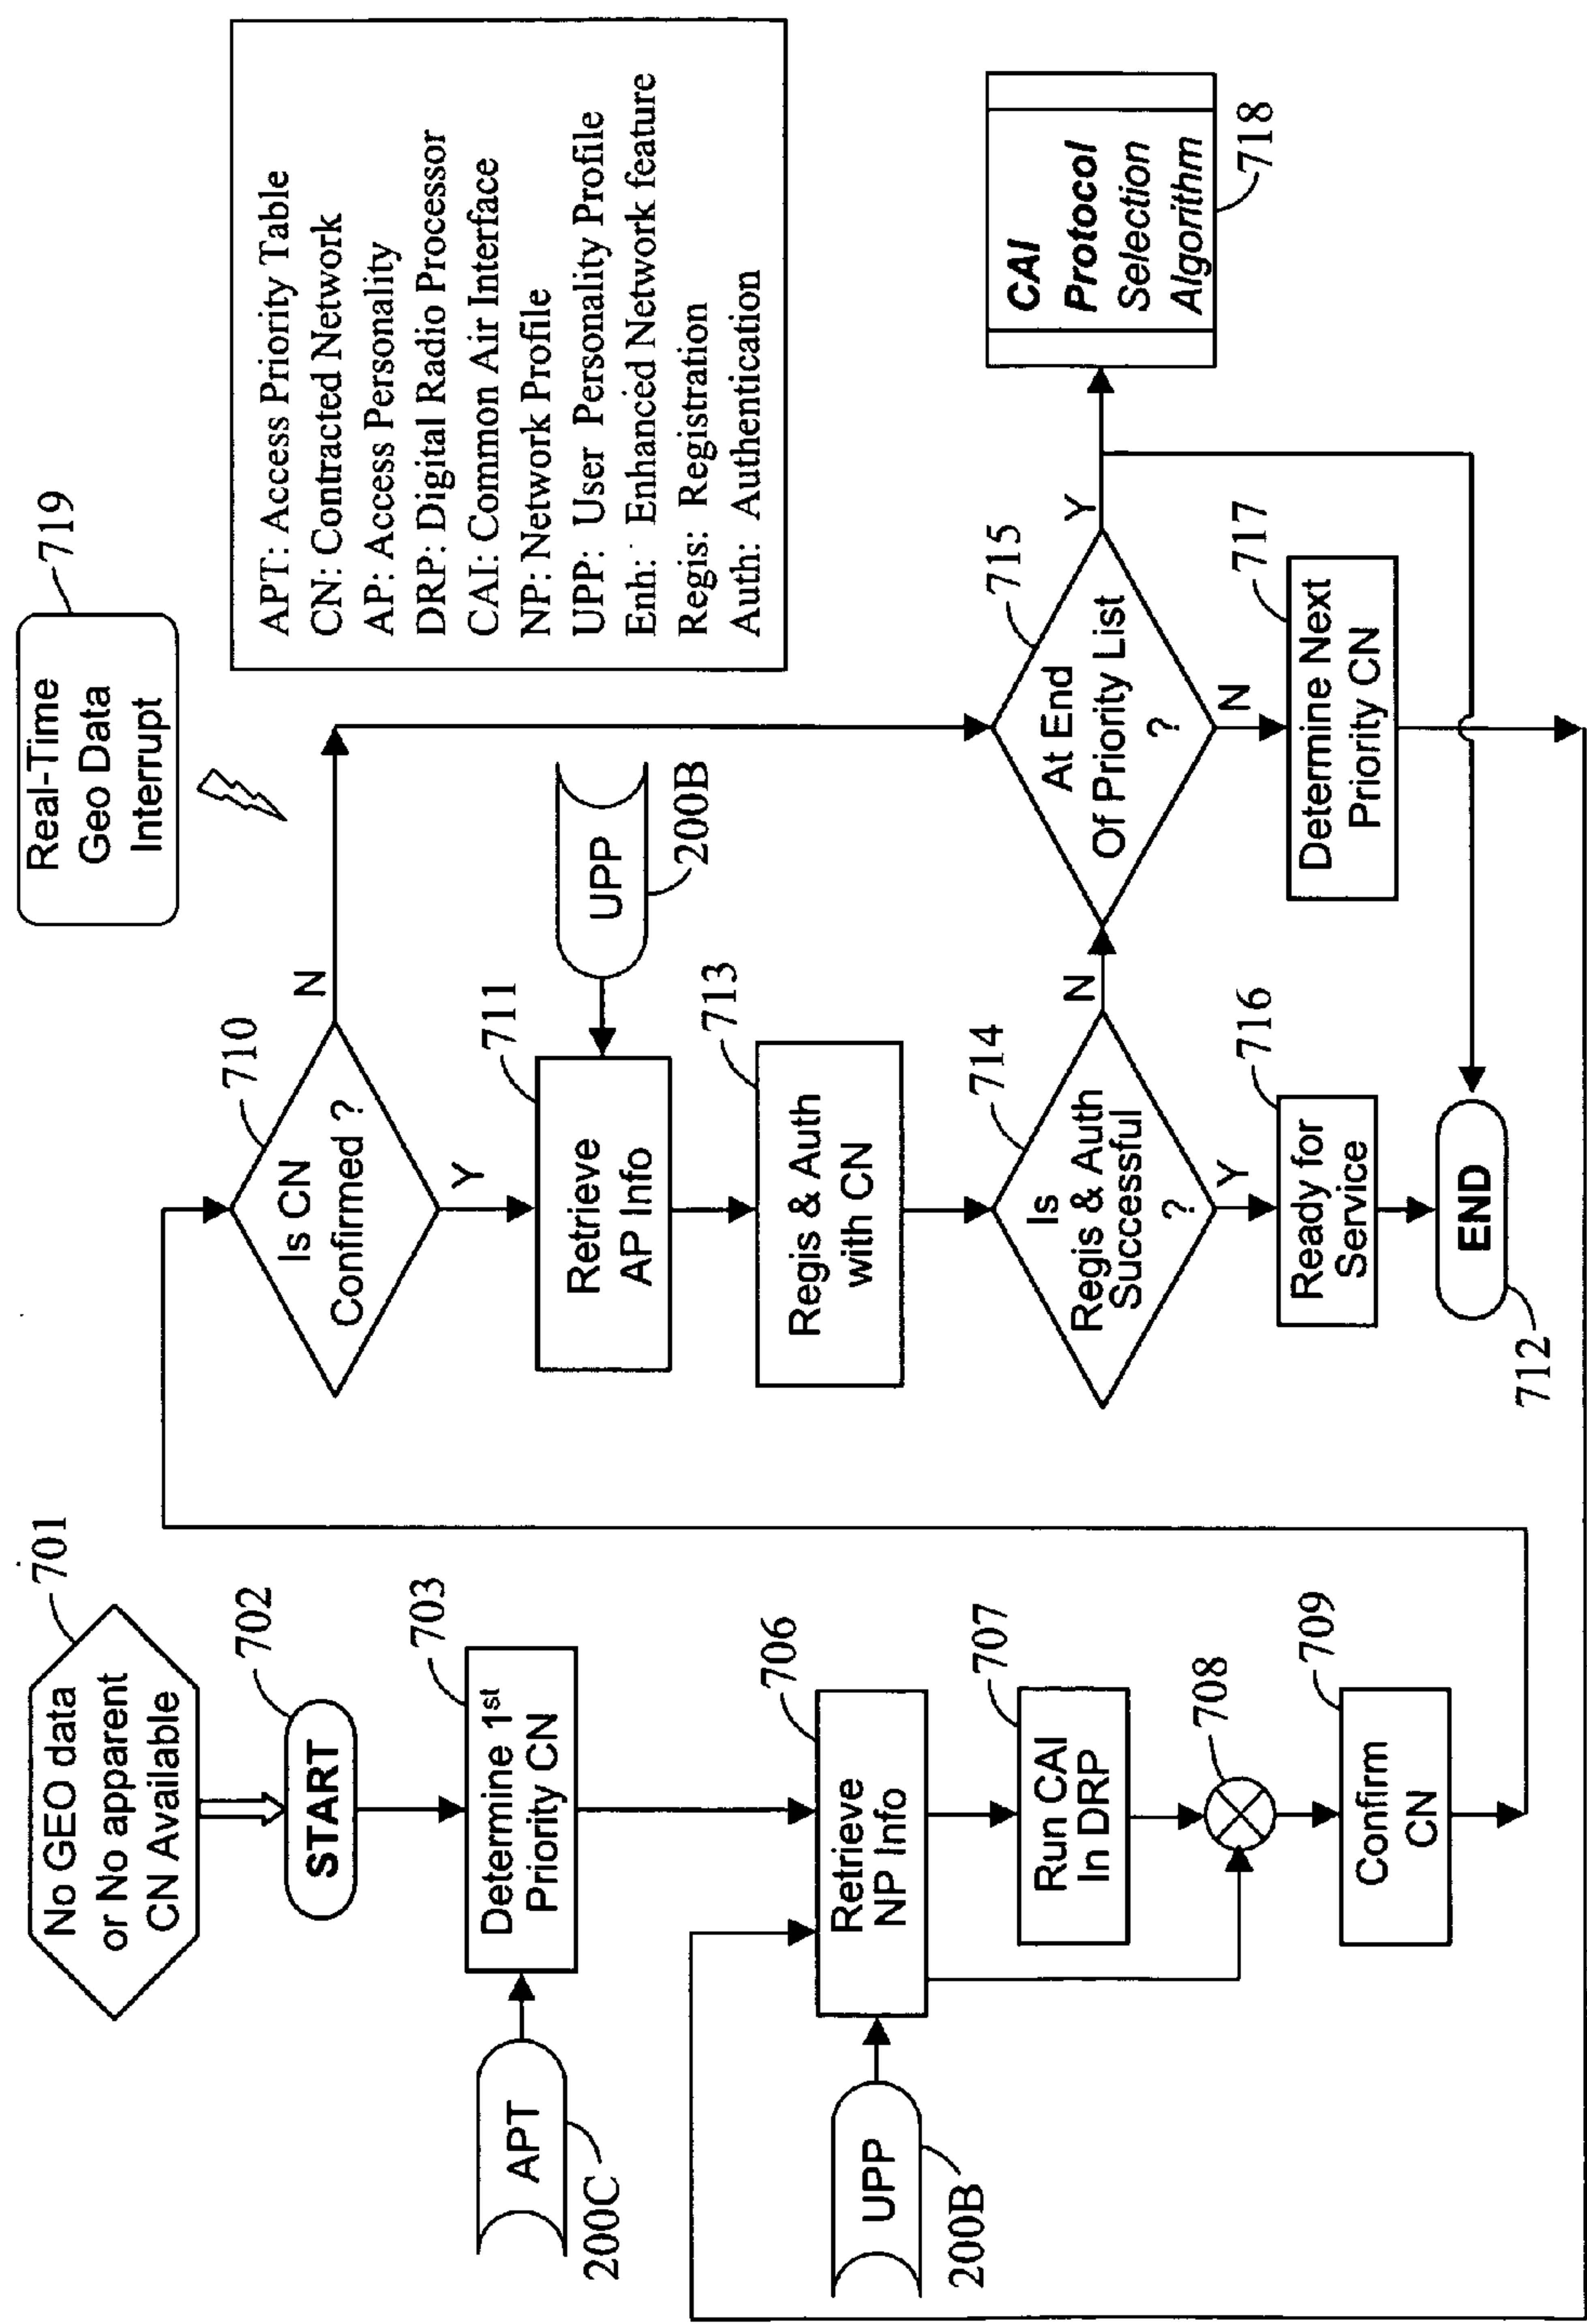 No GEO data
or No apparent
CN Available
701
START
702
Determine 1st
Priority CN
703
APT
200C
Retrieve
NP Info
706
UPP
200B
Run CAI
In DRP
707
708
Confirm
CN
709
Real-Time
Geo Data
Interrupt
719
Is CN
Confirmed ?
710
N
Y
Retrieve
AP Info
711
UPP
200B
Regis & Auth
with CN
713
Is
Regis & Auth
Successful
?
714
N
Y
Ready for
Service
716
END
712
At End
Of Priority List
?
715
Y
N
Determine Next
Priority CN
717
CAI
Protocol
Selection
Algorithm
718
APT: Access Priority Table
CN: Contracted Network
AP: Access Personality
DRP: Digital Radio Processor
CAI: Common Air Interface
NP: Network Profile
UPP: User Personality Profile
Enh: Enhanced Network feature
Regis: Registration
Auth: Authentication